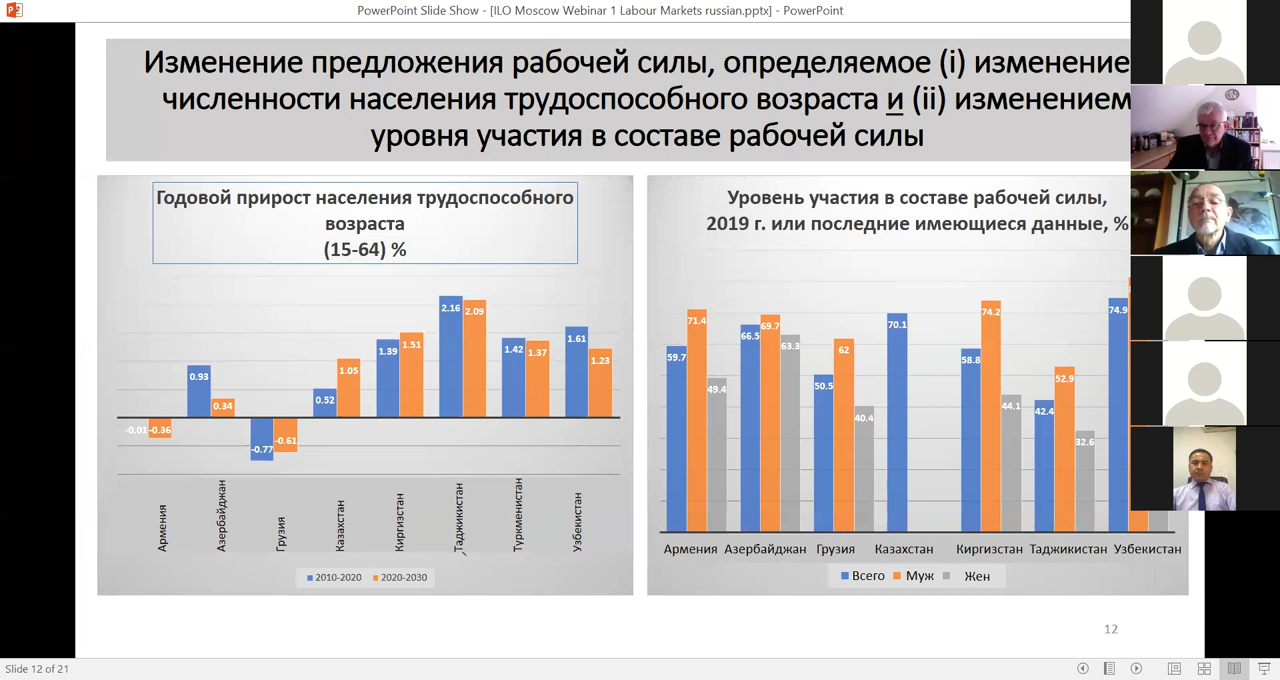 PowerPoint Slide Show - [ILO Moscow Webinar 1 Labour Markets russian.pptx] - PowerPoint
Изменение предложения рабочей силы, определяемое (i) изменение
численности населения трудоспособного возраста и (ii) изменением
уровня участия в составе рабочей силы
Годовой прирост населения трудоспособного
возраста
(15-64) %
-0.01 -0.36 0.93 0.34 -0.77 -0.61 0.52 1.05 1.39 1.51 2.16 2.09 1.42 1.37 1.61 1.23
Армения Азербайджан Грузия Казахстан Киргизстан Таджикистан Туркменистан Узбекистан
2010-2020 2020-2030
Уровень участия в составе рабочей силы,
2019 г. или последние имеющиеся данные, %
59.7 71.4 49.4 66.5 69.7 63.3 50.5 62 40.4 70.1 58.8 74.2 44.1 42.4 52.9 32.6 74.9
Армения Азербайджан Грузия Казахстан Киргизстан Таджикистан Узбекистан
Всего Муж Жен
12
Slide 12 of 21